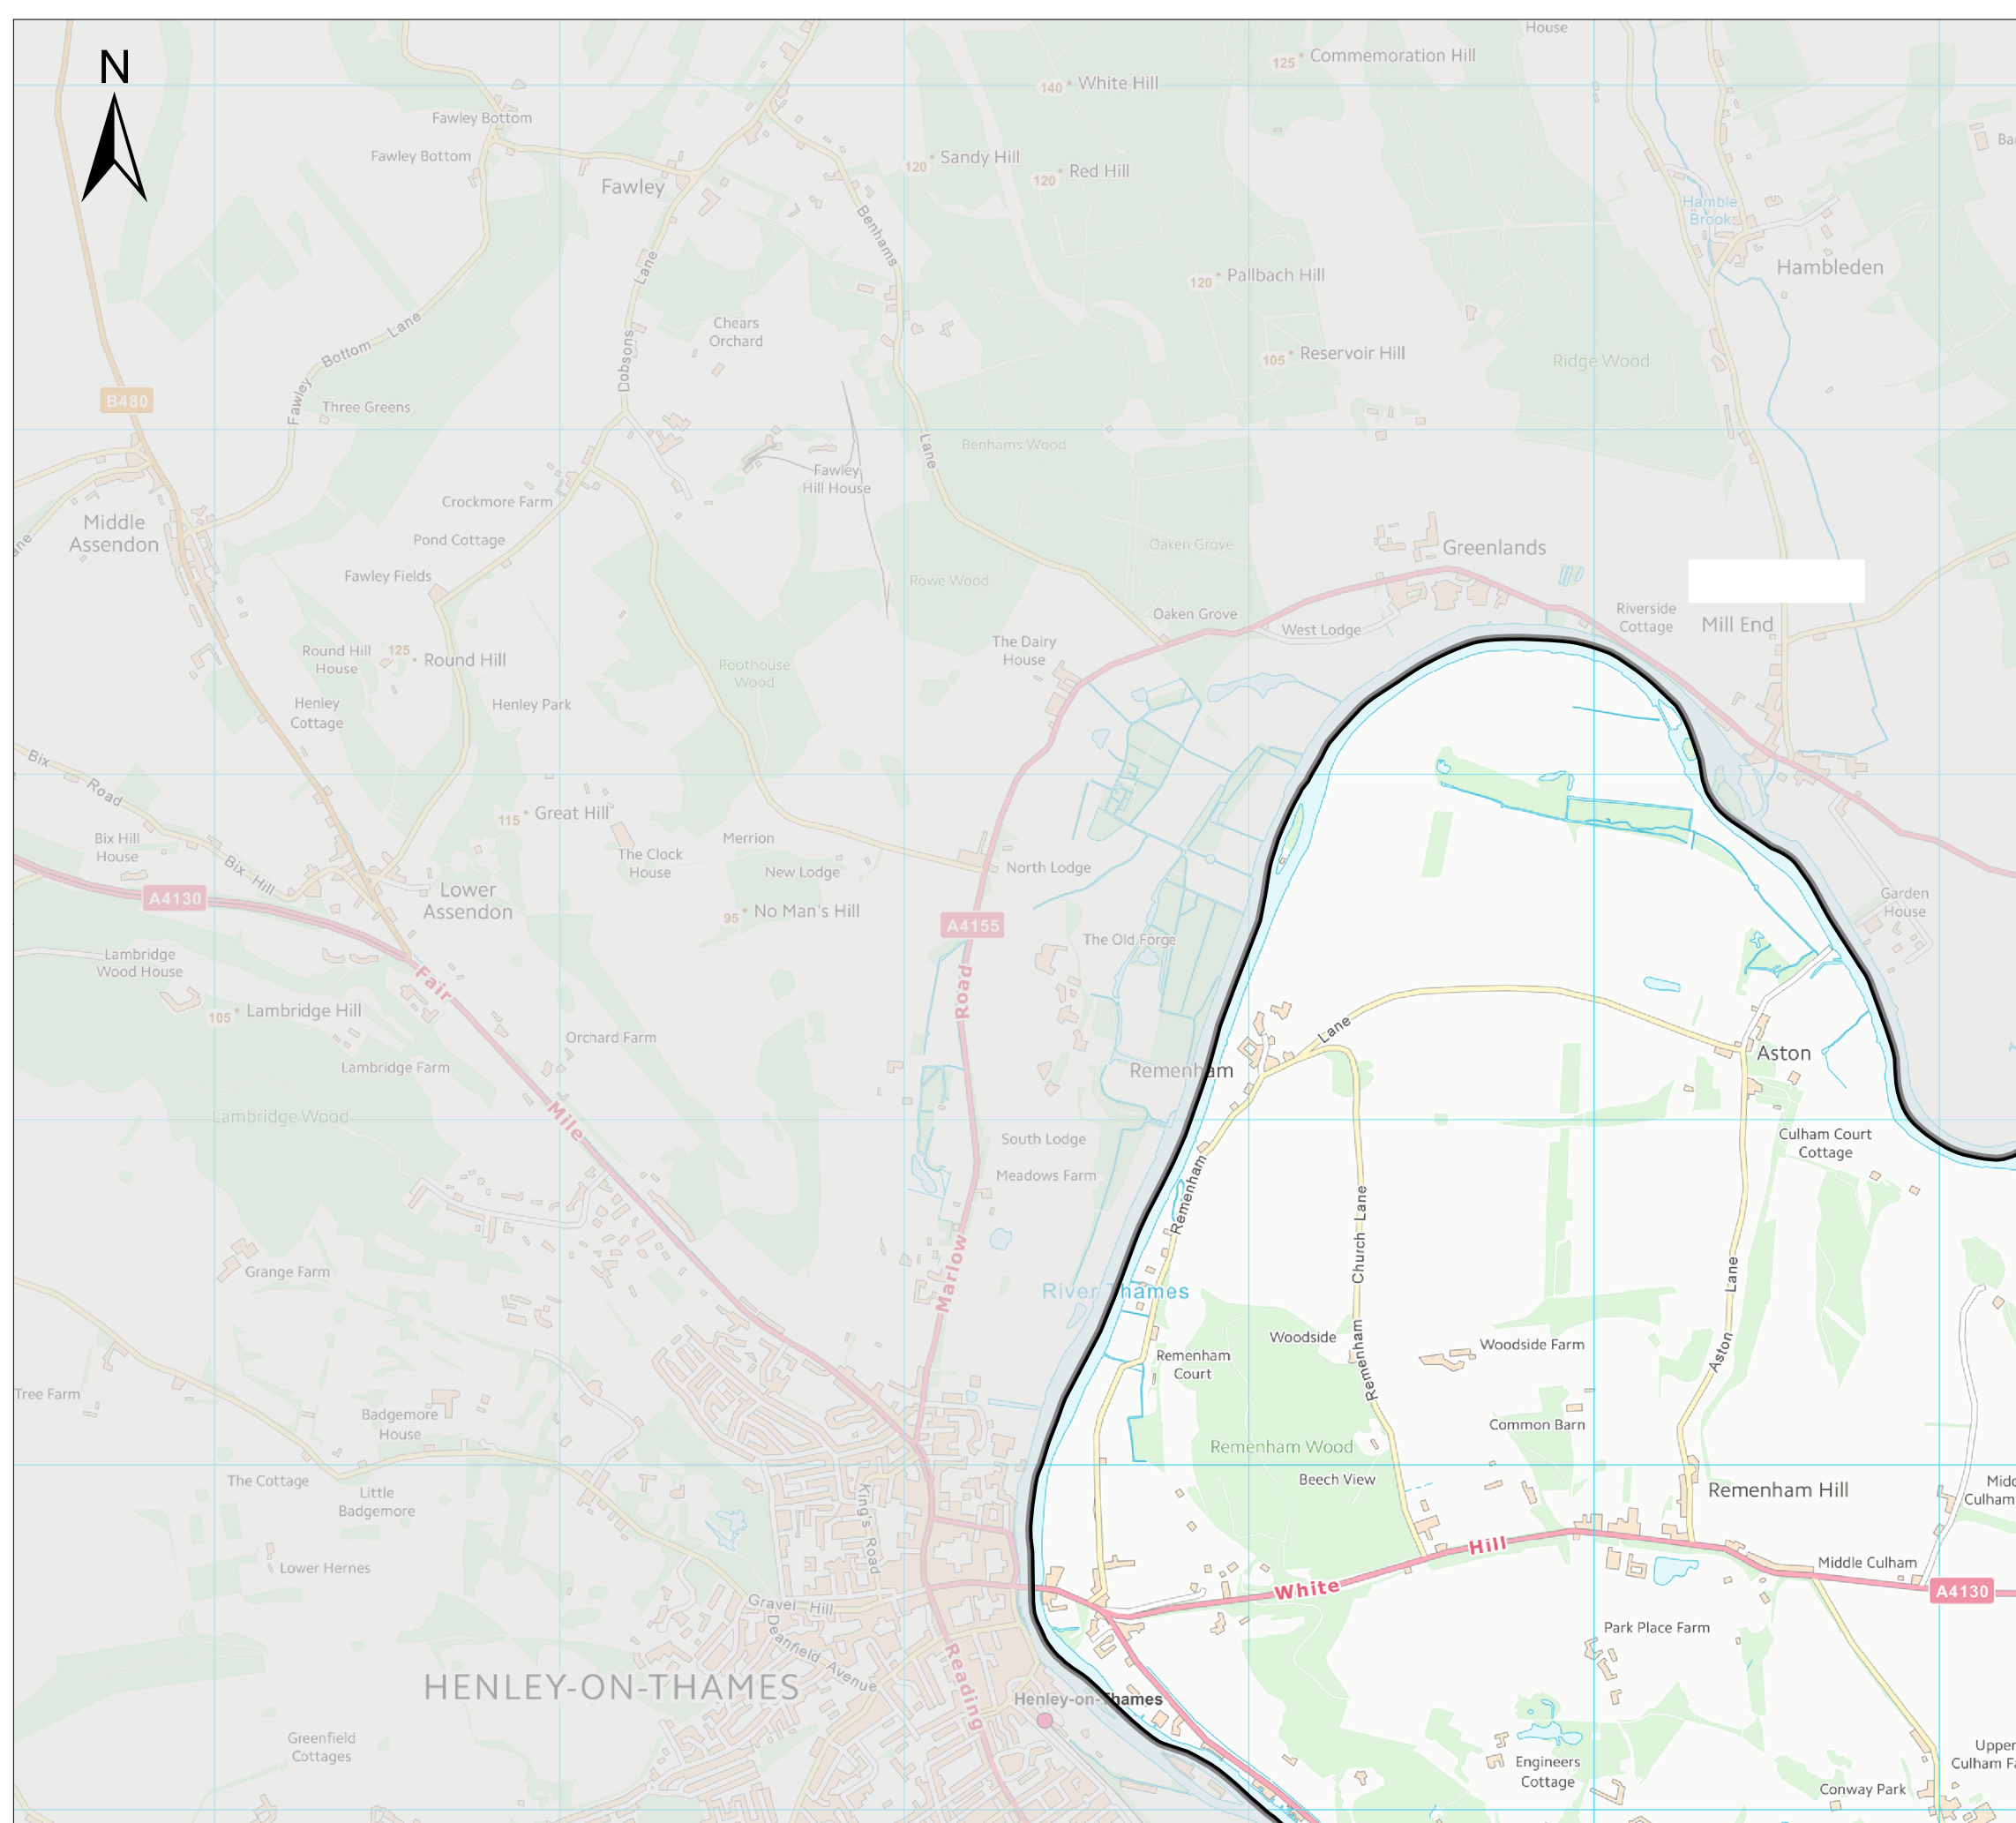 N
House
Commemoration Hill
125
White Hill
140
Fawley Bottom
Fawley Bottom
Sandy Hill
120
Red Hill
120
Fawley
Benhams
Lane
Hamble
Brook
Hambleden
Pallbach Hill
120
Lane
Dobsons
Chears
Orchard
Reservoir Hill
105
Ridge Wood
Fawley
Bottom
Lane
B480
Three Greens
Benhams Wood
Fawley
Hill House
Crockmore Farm
Middle
Assendon
Pond Cottage
Oaken Grove
Greenlands
Fawley Fields
Rowe Wood
Oaken Grove
West Lodge
Riverside
Cottage
Mill End
The Dairy
House
Round Hill
House
125
Round Hill
Roothouse
Wood
Henley
Cottage
Henley Park
Bix
Road
Great Hill
115
Bix Hill
House
Bix Hill
The Clock
House
Merrion
New Lodge
North Lodge
A4130
Lower
Assendon
95
No Man's Hill
A4155
Garden
House
The Old Forge
Lambridge
Wood House
Fair
Mile
Road
Marlow
105
Lambridge Hill
Orchard Farm
Lane
Remenham
Aston
Lambridge Farm
Lambridge Wood
South Lodge
Meadows Farm
Culham Court
Cottage
Remenham
Church Lane
Remenham
Grange Farm
River Thames
Lane
Aston
Woodside
Woodside Farm
Remenham
Court
Tree Farm
Badgemore
House
Common Barn
Remenham Wood
Beech View
The Cottage
Little
Badgemore
King's Road
Remenham Hill
Hill
White
Lower Hernes
Middle Culham
A4130
Gravel Hill
Deanfield Avenue
Reading
Park Place Farm
HENLEY-ON-THAMES
Henley-on-Thames
Greenfield
Cottages
Engineers
Cottage
Upper
Conway Park